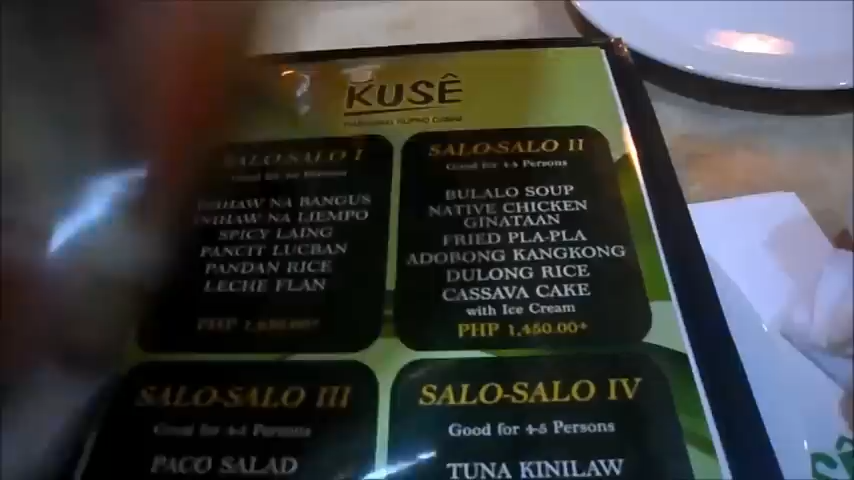 KUSÊ
SALO-SALO I
INIHAW NA BANGUS
INIHAW NA LIEMPO
SPICY LAING
PANCIT LUCBAN
PANDAN RICE
LECHE FLAN
PHP
SALO-SALO II
Good for 4-5 Persons
BULALO SOUP
NATIVE CHICKEN
GINATAAN
FRIED PLA-PLA
ADOBONG KANGKONG
DULONG RICE
CASSAVA CAKE
with Ice Cream
PHP 1,450.00+
SALO-SALO III
Good for 4-5 Persons
PACO SALAD
SALO-SALO IV
Good for 4-5 Persons
TUNA KINILAW